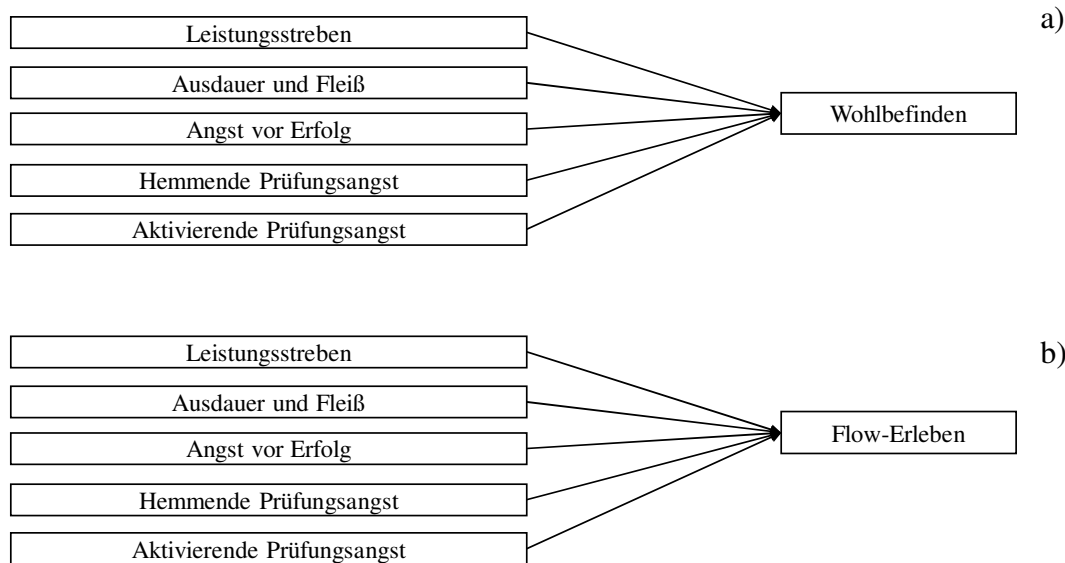 a)
Leistungsstreben
Ausdauer und Fleiß
Angst vor Erfolg
Hemmende Prüfungsangst
Aktivierende Prüfungsangst
Wohlbefinden
b)
Leistungsstreben
Ausdauer und Fleiß
Angst vor Erfolg
Hemmende Prüfungsangst
Aktivierende Prüfungsangst
Flow-Erleben